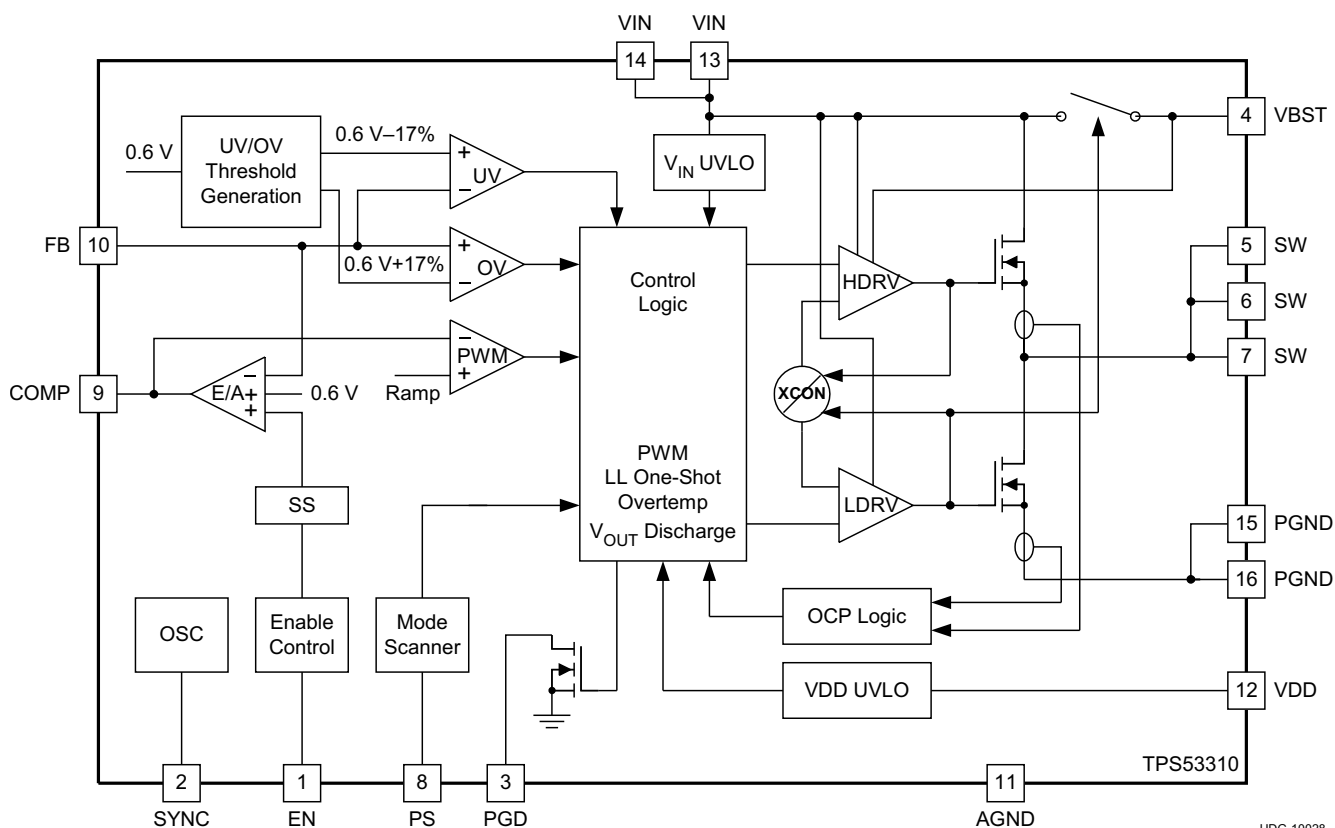 VIN VIN
14 13
4 VBST
0.6 V–17%
0.6 V
UV/OV
Threshold
Generation
+
UV
–
VIN UVLO
FB 10
+
OV
–
0.6 V+17%
5 SW
6 SW
7 SW
Control
Logic
HDRV
–
PWM
+
Ramp
COMP 9
E/A
–
+
+
0.6 V
XCON
PWM
LL One-Shot
Overtemp
VOUT Discharge
LDRV
SS
15 PGND
16 PGND
OSC
Enable
Control
Mode
Scanner
OCP Logic
VDD UVLO
12 VDD
TPS53310
2 1 8 3 11
SYNC EN PS PGD AGND
UDG-10028